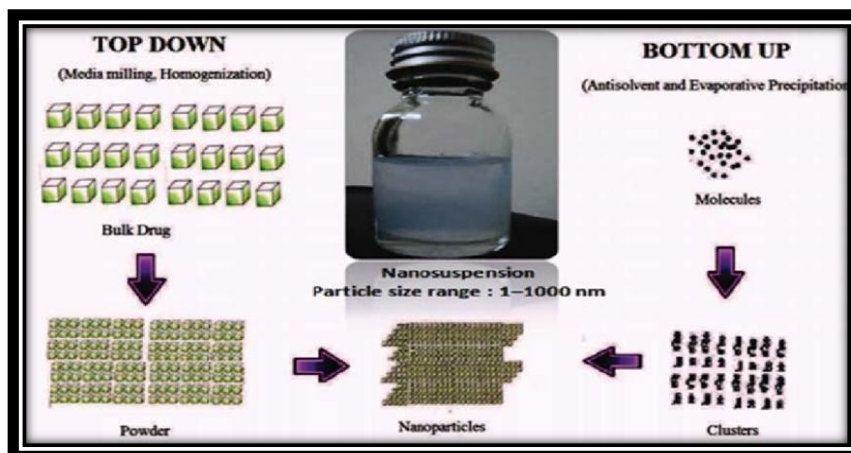 TOP DOWN
(Media milling, Homogenization)
Bulk Drug
Powder
Nanosuspension
Particle size range : 1–1000 nm
Nanoparticles
BOTTOM UP
(Antisolvent and Evaporative Precipitation
Molecules
Clusters